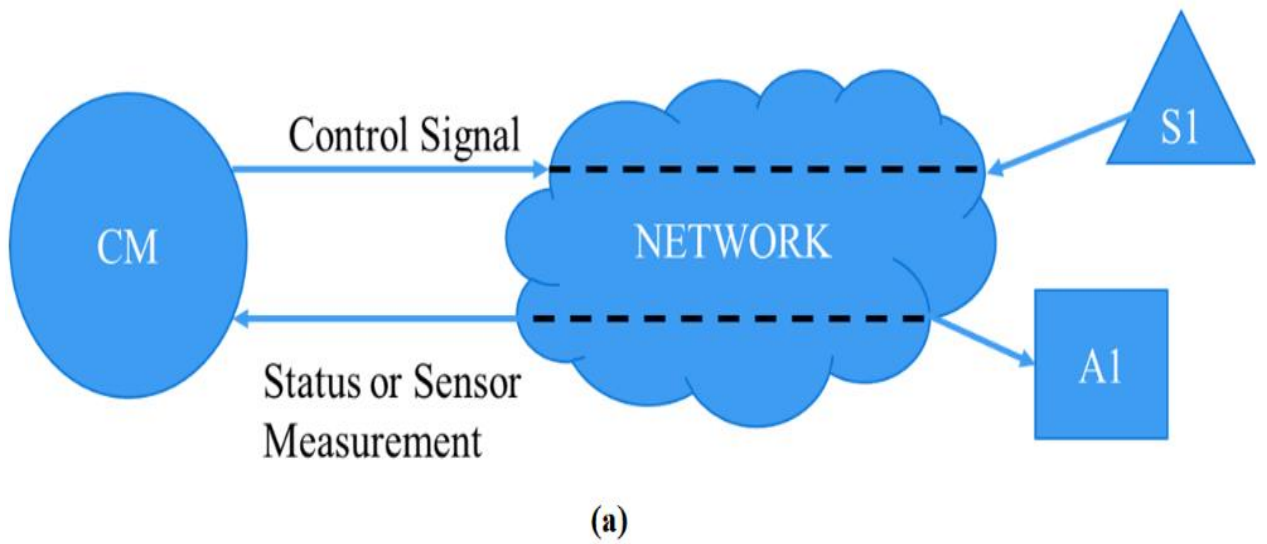 Control Signal
S1
CM
NETWORK
A1
Status or Sensor
Measurement
(a)